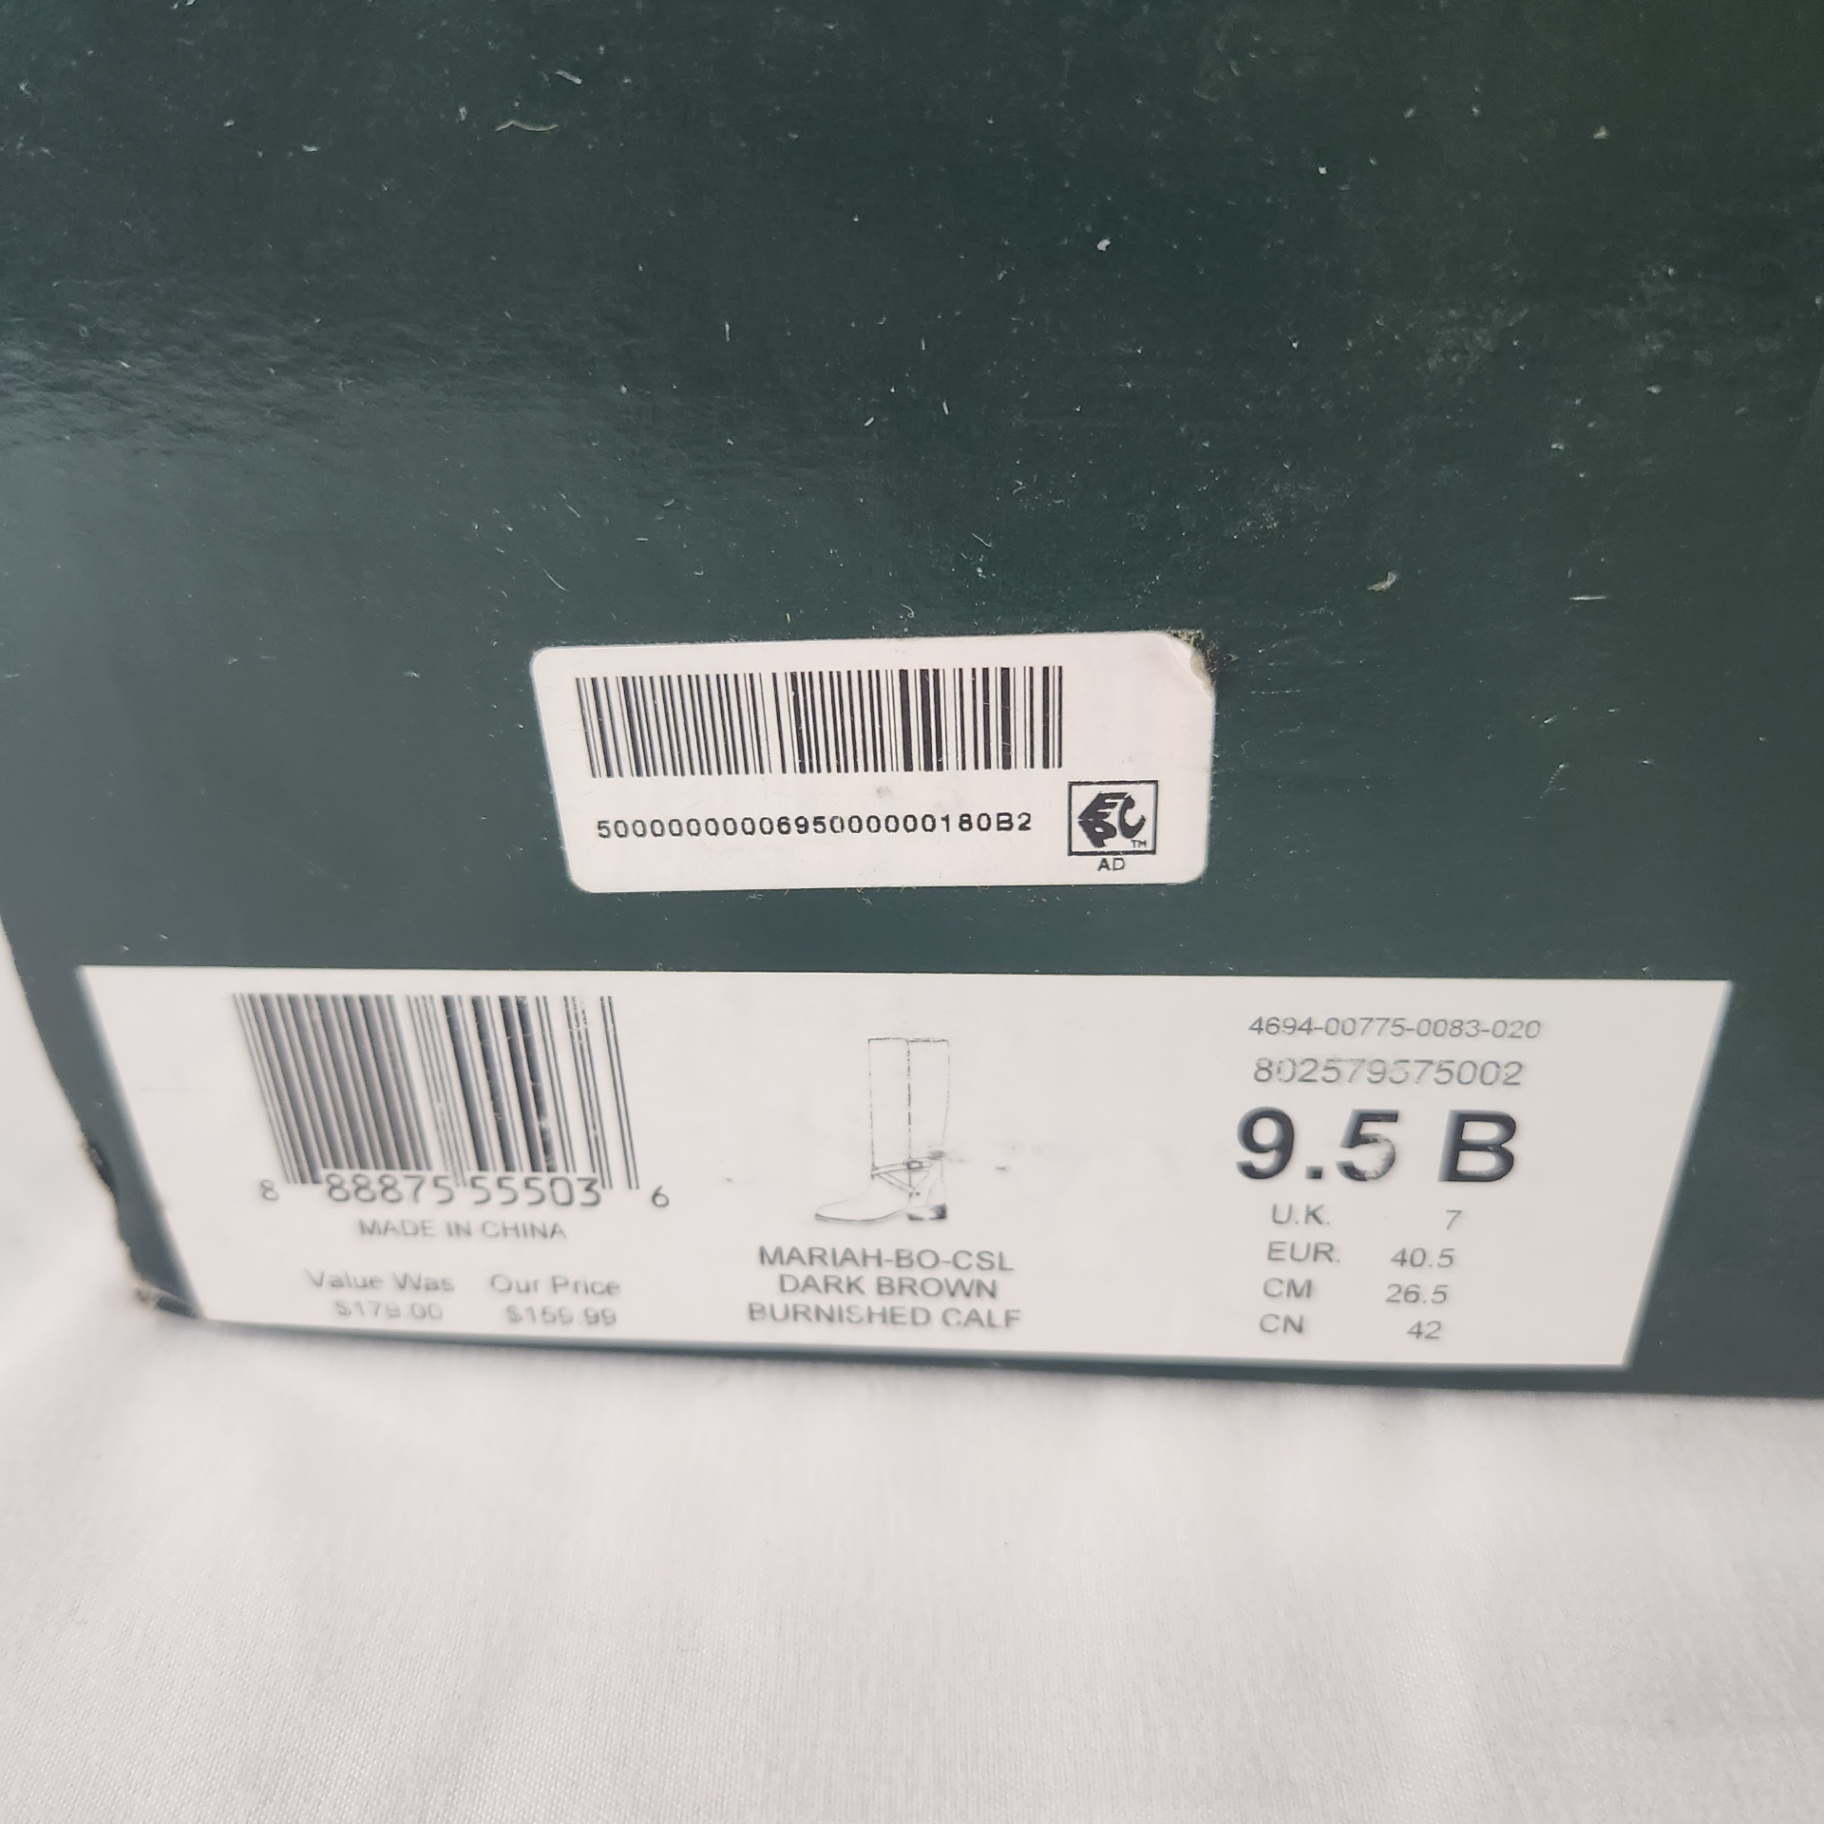 5000000000695000000180B2
EPC
TM
AD
4694-00775-0083-020
802579575002
9.5 B
U.K. 7
EUR. 40.5
CM 26.5
CN 42
8 88875 55503 6
MADE IN CHINA
Value Was Our Price
$179.00 $159.99
MARIAH-BO-CSL
DARK BROWN
BURNISHED CALF